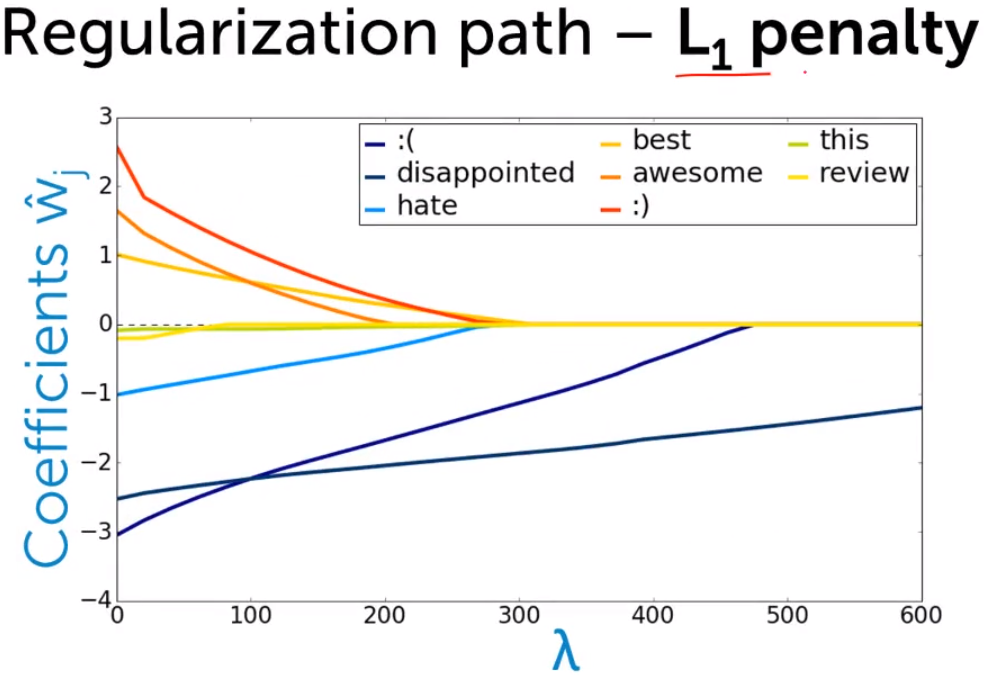 Regularization path – L1 penalty
Coefficients ŵj
3
2
1
0
−1
−2
−3
−4
:(
disappointed
hate
best
awesome
:)
this
review
0 100 200 300 400 500 600
λ